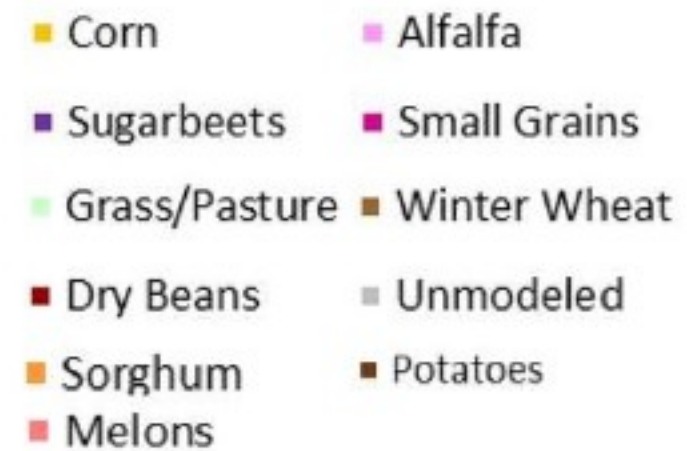 Corn
Alfalfa
Sugarbeets
Small Grains
Grass/Pasture
Winter Wheat
Dry Beans
Unmodeled
Sorghum
Potatoes
Melons